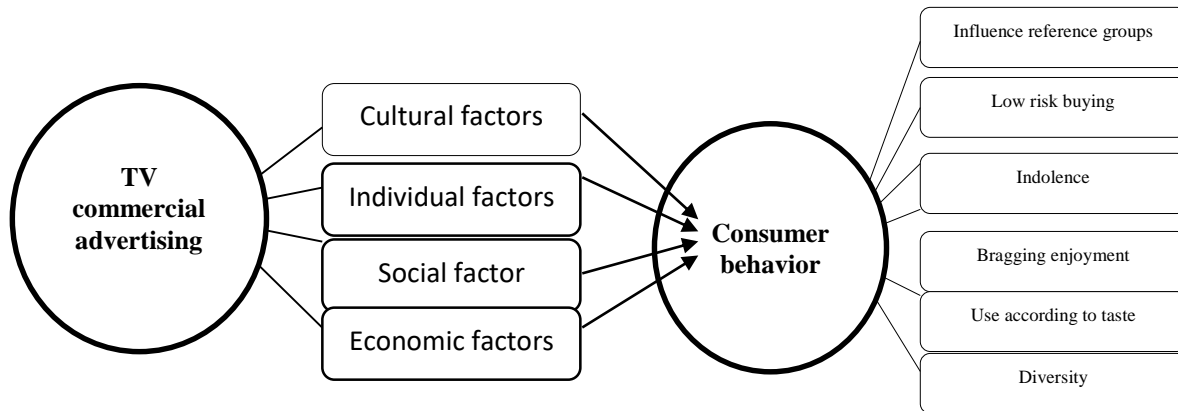 TV
commercial
advertising
Cultural factors
Individual factors
Social factor
Economic factors
Consumer
behavior
Influence reference groups
Low risk buying
Indolence
Bragging enjoyment
Use according to taste
Diversity